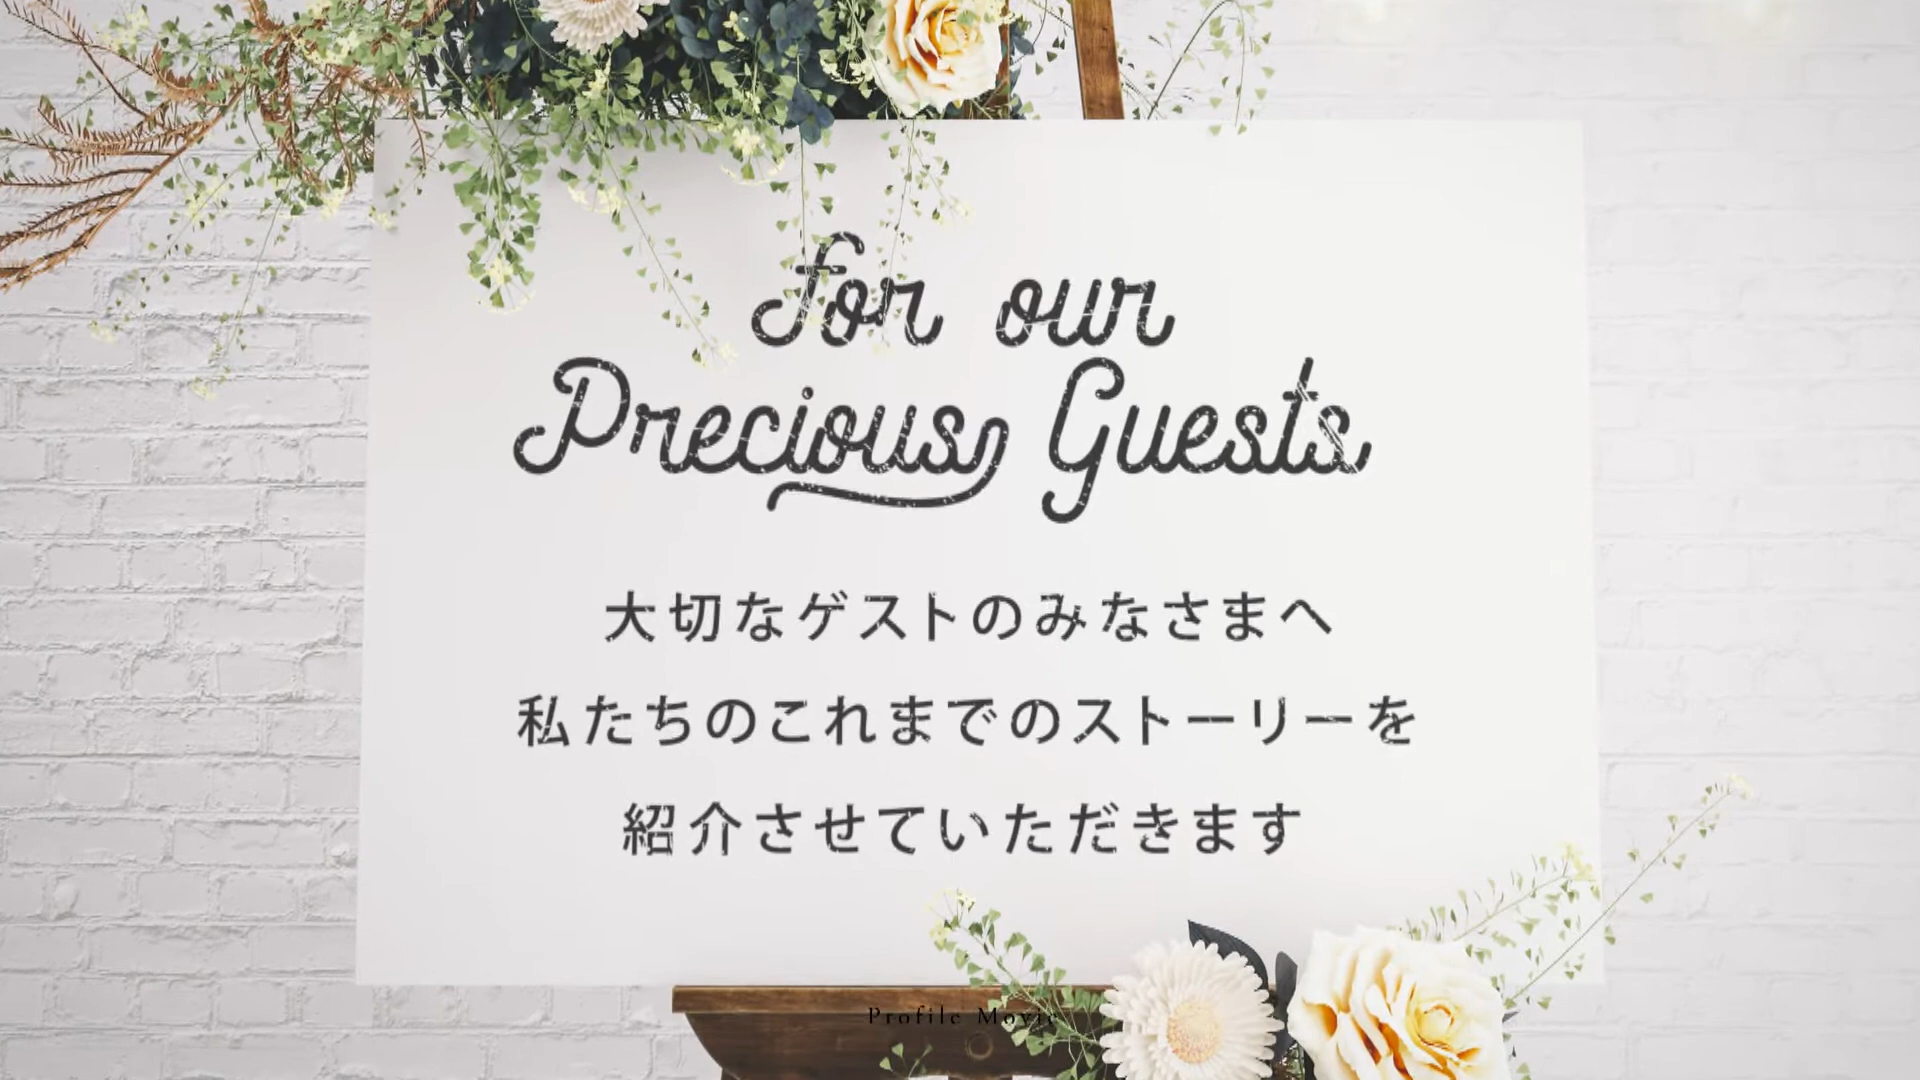 for our
Precious Guests
大切なゲストのみなさまへ
私たちのこれまでのストーリーを
紹介させていただきます
Profile Movie